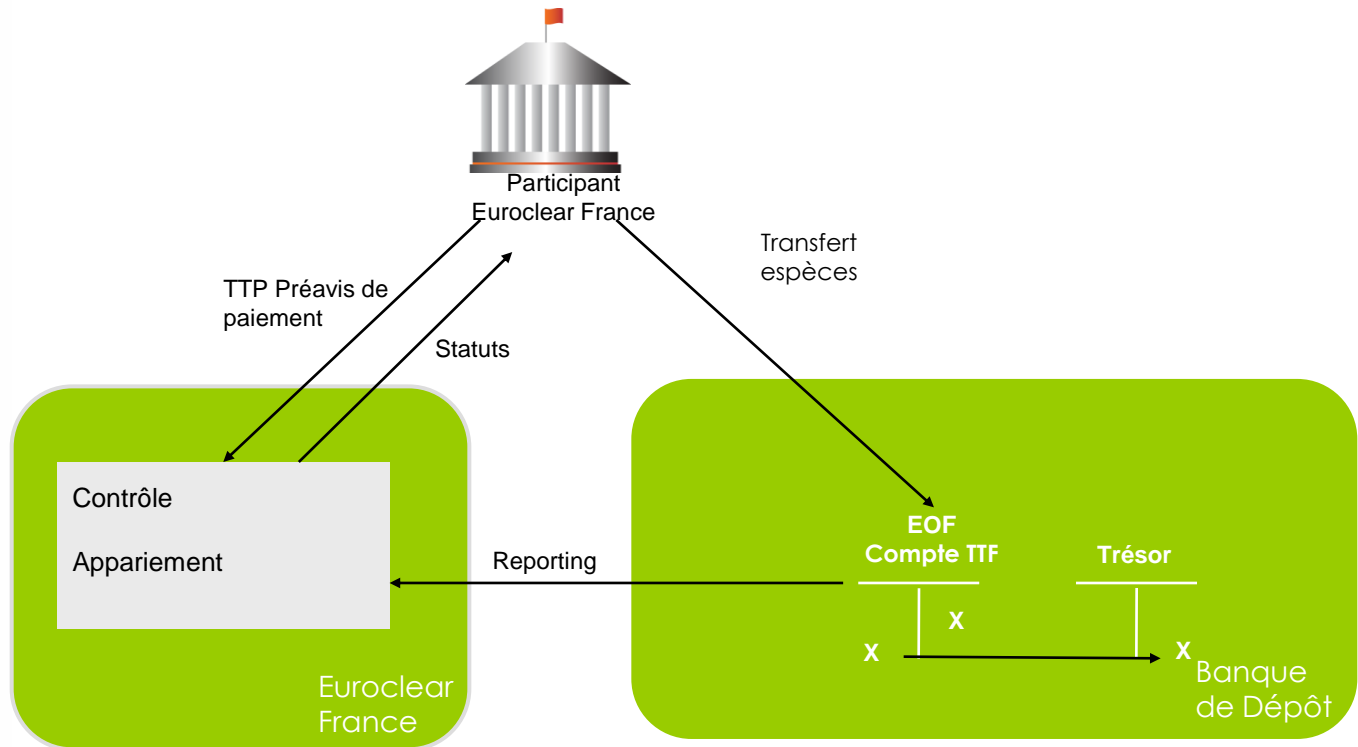 Participant
Euroclear France
Transfert
espèces
TTP Préavis de
paiement
Statuts
Contrôle
Appariement
Reporting
EOF
Compte TTF
Trésor
X
X
X
Euroclear
France
Banque
de Dépôt